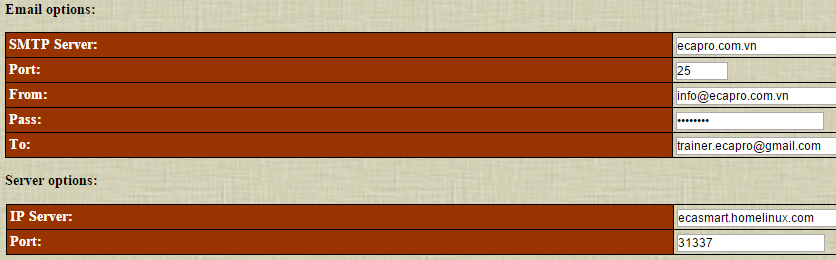 Email options:
SMTP Server: ecapro.com.vn
Port: 25
From: info@ecapro.com.vn
Pass: ••••••••
To: trainer.ecapro@gmail.com
Server options:
IP Server: ecasmart.homelinux.com
Port: 31337